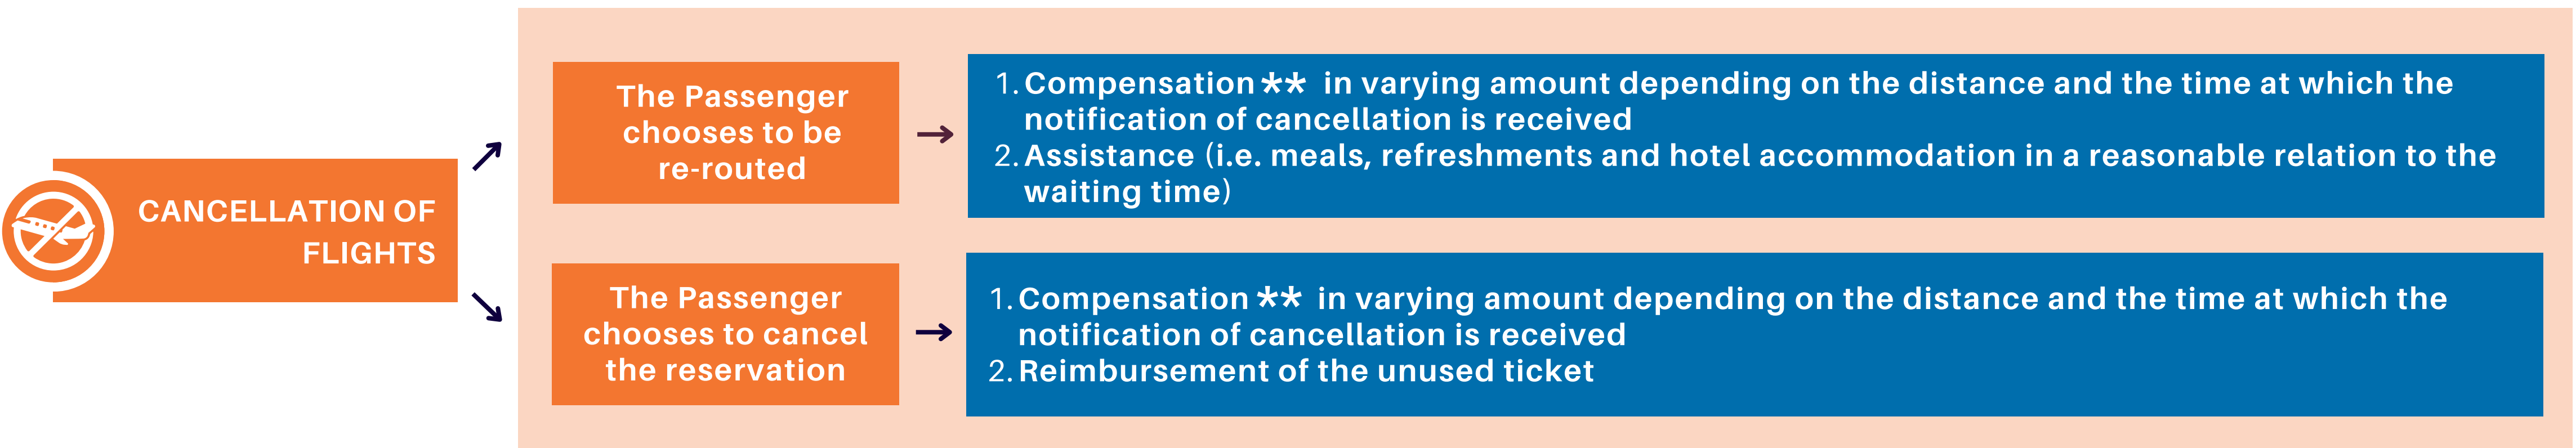 CANCELLATION OF
FLIGHTS
The Passenger
chooses to be
re-routed
1. Compensation ** in varying amount depending on the distance and the time at which the
notification of cancellation is received
2. Assistance (i.e. meals, refreshments and hotel accommodation in a reasonable relation to the
waiting time)
The Passenger
chooses to cancel
the reservation
1. Compensation ** in varying amount depending on the distance and the time at which the
notification of cancellation is received
2. Reimbursement of the unused ticket